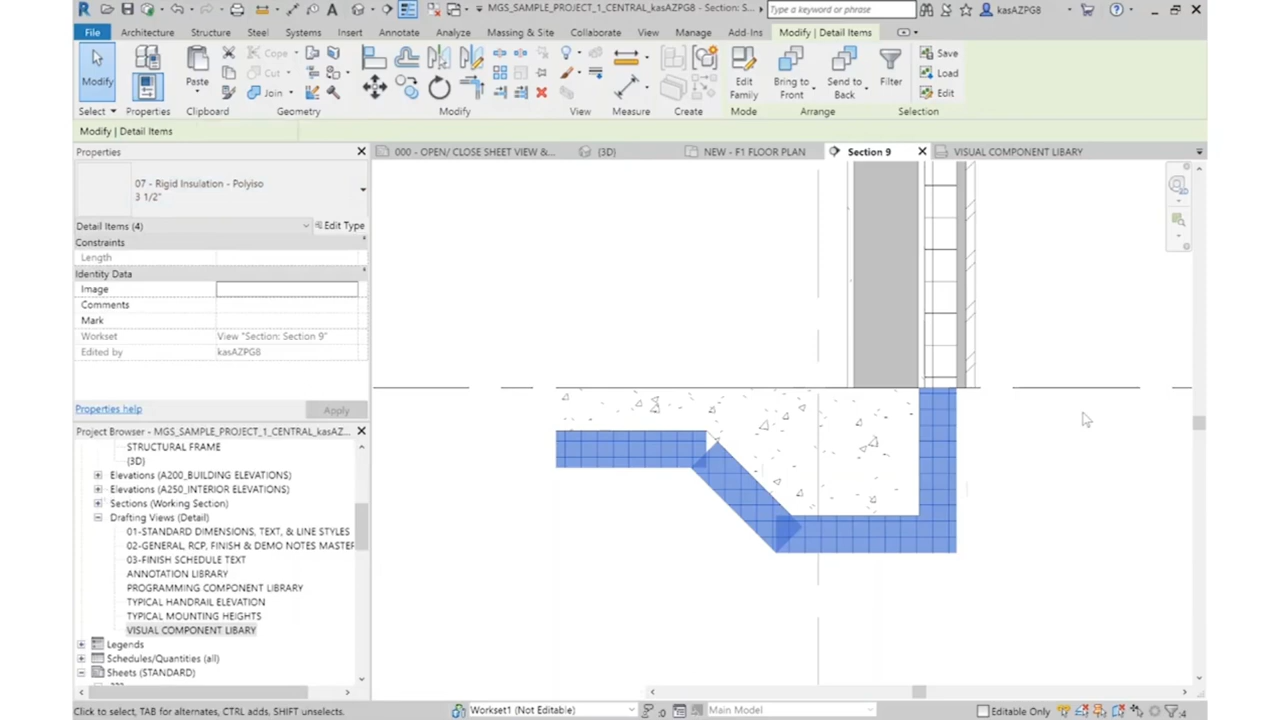 MGS_SAMPLE_PROJECT_1_CENTRAL_kasAZPG8 - Section: S...
Type a keyword or phrase
kasAZPG8
File Architecture Structure Steel Systems Insert Annotate Analyze Massing & Site Collaborate View Manage Add-Ins Modify | Detail Items
Cope
Cut
Join
Save
Load
Edit
Modify
Paste
Edit Family
Bring to Front
Send to Back
Filter
Select Properties Clipboard Geometry Modify View Measure Create Mode Arrange Selection
Modify | Detail Items
Properties
000 - OPEN/ CLOSE SHEET VIEW &...
(3D)
NEW - F1 FLOOR PLAN
Section 9
VISUAL COMPONENT LIBRARY
07 - Rigid Insulation - Polyiso
3 1/2"
Detail Items (4)
Edit Type
Constraints
Length
Identity Data
Image
Comments
Mark
Workset View "Section: Section 9"
Edited by kasAZPG8
Properties help
Apply
Project Browser - MGS_SAMPLE_PROJECT_1_CENTRAL_kasAZ...
STRUCTURAL FRAME
(3D)
Elevations (A200_BUILDING ELEVATIONS)
Elevations (A250_INTERIOR ELEVATIONS)
Sections (Working Section)
Drafting Views (Detail)
01-STANDARD DIMENSIONS, TEXT, & LINE STYLES
02-GENERAL, RCP, FINISH & DEMO NOTES MASTER
03-FINISH SCHEDULE TEXT
ANNOTATION LIBRARY
PROGRAMMING COMPONENT LIBRARY
TYPICAL HANDRAIL ELEVATION
TYPICAL MOUNTING HEIGHTS
VISUAL COMPONENT LIBARY
Legends
Schedules/Quantities (all)
Sheets (STANDARD)
Click to select, TAB for alternates, CTRL adds, SHIFT unselects.
Workset1 (Not Editable)
:0
Main Model
Editable Only
:4